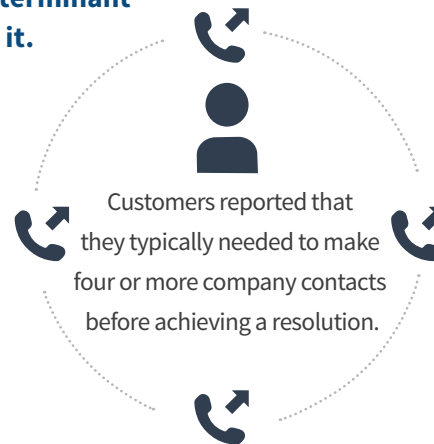 it.
Customers reported that
they typically needed to make
four or more company contacts
before achieving a resolution.